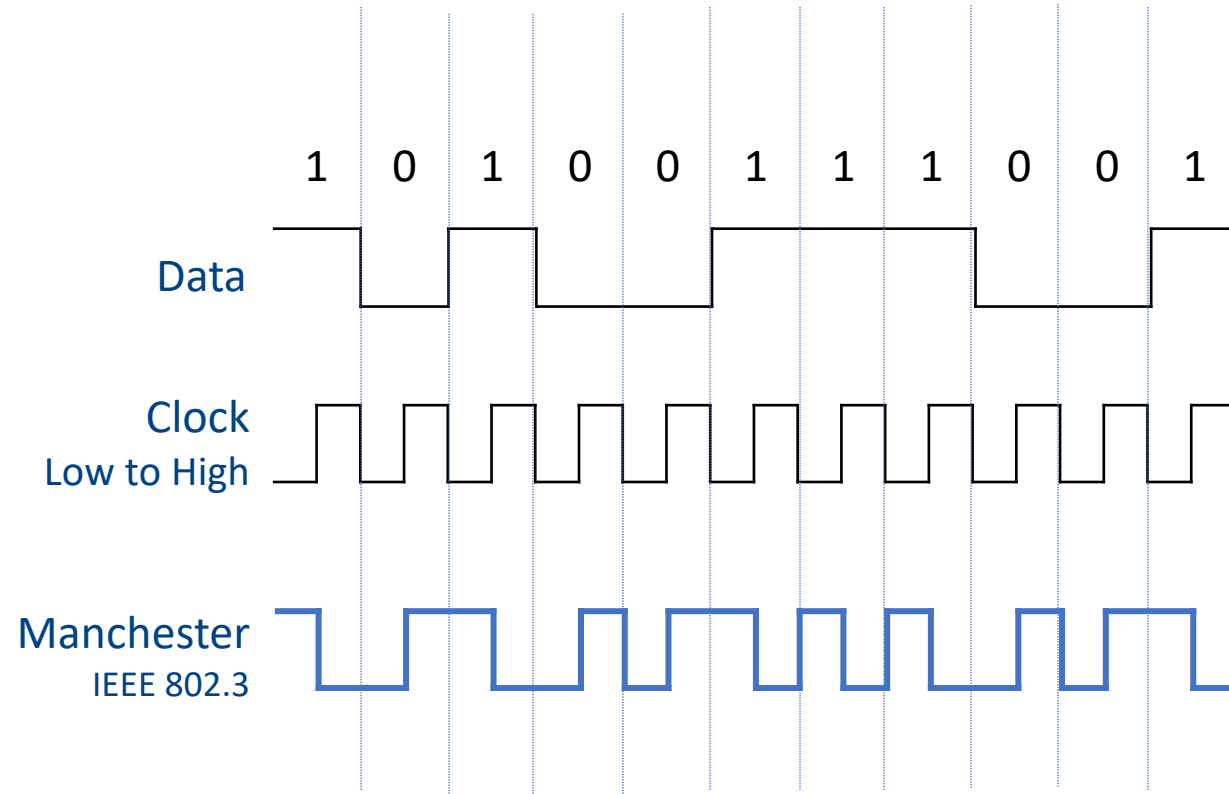 1 0 1 0 0 1 1 1 0 0 1
Data
Clock
Low to High
Manchester
IEEE 802.3